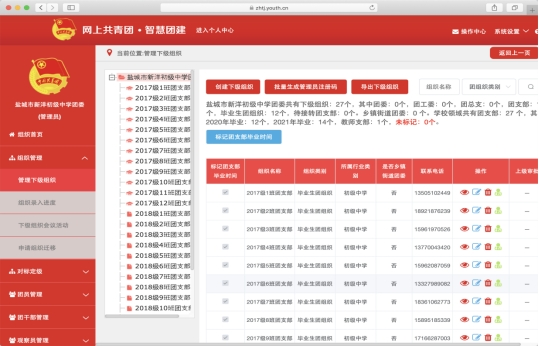 zhtj.youth.cn
网上共青团·智慧团建
进入个人中心
操作中心
系统设置
盐城市新洋初级中学团委
(管理员)
组织首页
组织管理
管理下级组织
组织录入进度
下级组织会议活动
申请组织迁移
对标定级
团员管理
团干部管理
观察员管理
当前位置:管理下级组织
返回上一页
盐城市新洋初级中学团
2017级1班团支部
2017级2班团支部
2017级3班团支部
2017级4班团支部
2017级5班团支部
2017级6班团支部
2017级7班团支部
2017级8班团支部
2017级9班团支部
2017级10班团支部
2017级11班团支部
2017级12班团支部
2018级1班团支部
2018级2班团支部
2018级3班团支部
2018级4班团支部
2018级5班团支部
2018级6班团支部
2018级7班团支部
2018级8班团支部
2018级9班团支部
2018级10班团支部
创建下级组织
批量生成管理员注册码
导出下级组织
组织名称
团组织类别
盐城市新洋初级中学团委共有下级组织：27个，其中团委：0个，团工委：0个，团总支：0个，团支部：
个，毕业生团组织：12个，待接转团支部：0个。乡镇街道团委：0 个。学校领域共有团支部：27 个，其
2020年毕业：12个，2021年毕业：14个，教师支部：1个。未标记：0个。
标记团支部毕业时间
标记团支部毕业时间 组织名称 组织类别 所属行业类别 是否乡镇街道团委 联系电话 上级审批
2017级1班团支部 毕业生团组织 初级中学 否 13505102449 --
2017级2班团支部 毕业生团组织 初级中学 否 18921876239 --
2017级3班团支部 毕业生团组织 初级中学 否 15961970526 --
2017级4班团支部 毕业生团组织 初级中学 否 13770043420 --
2017级5班团支部 毕业生团组织 初级中学 否 15962087059 --
2017级6班团支部 毕业生团组织 初级中学 否 13327989082 --
2017级7班团支部 毕业生团组织 初级中学 否 18361082773 --
2017级8班团支部 毕业生团组织 初级中学 否 15895185339 --
2017级9班团支部 毕业生团组织 初级中学 否 17166287003 --